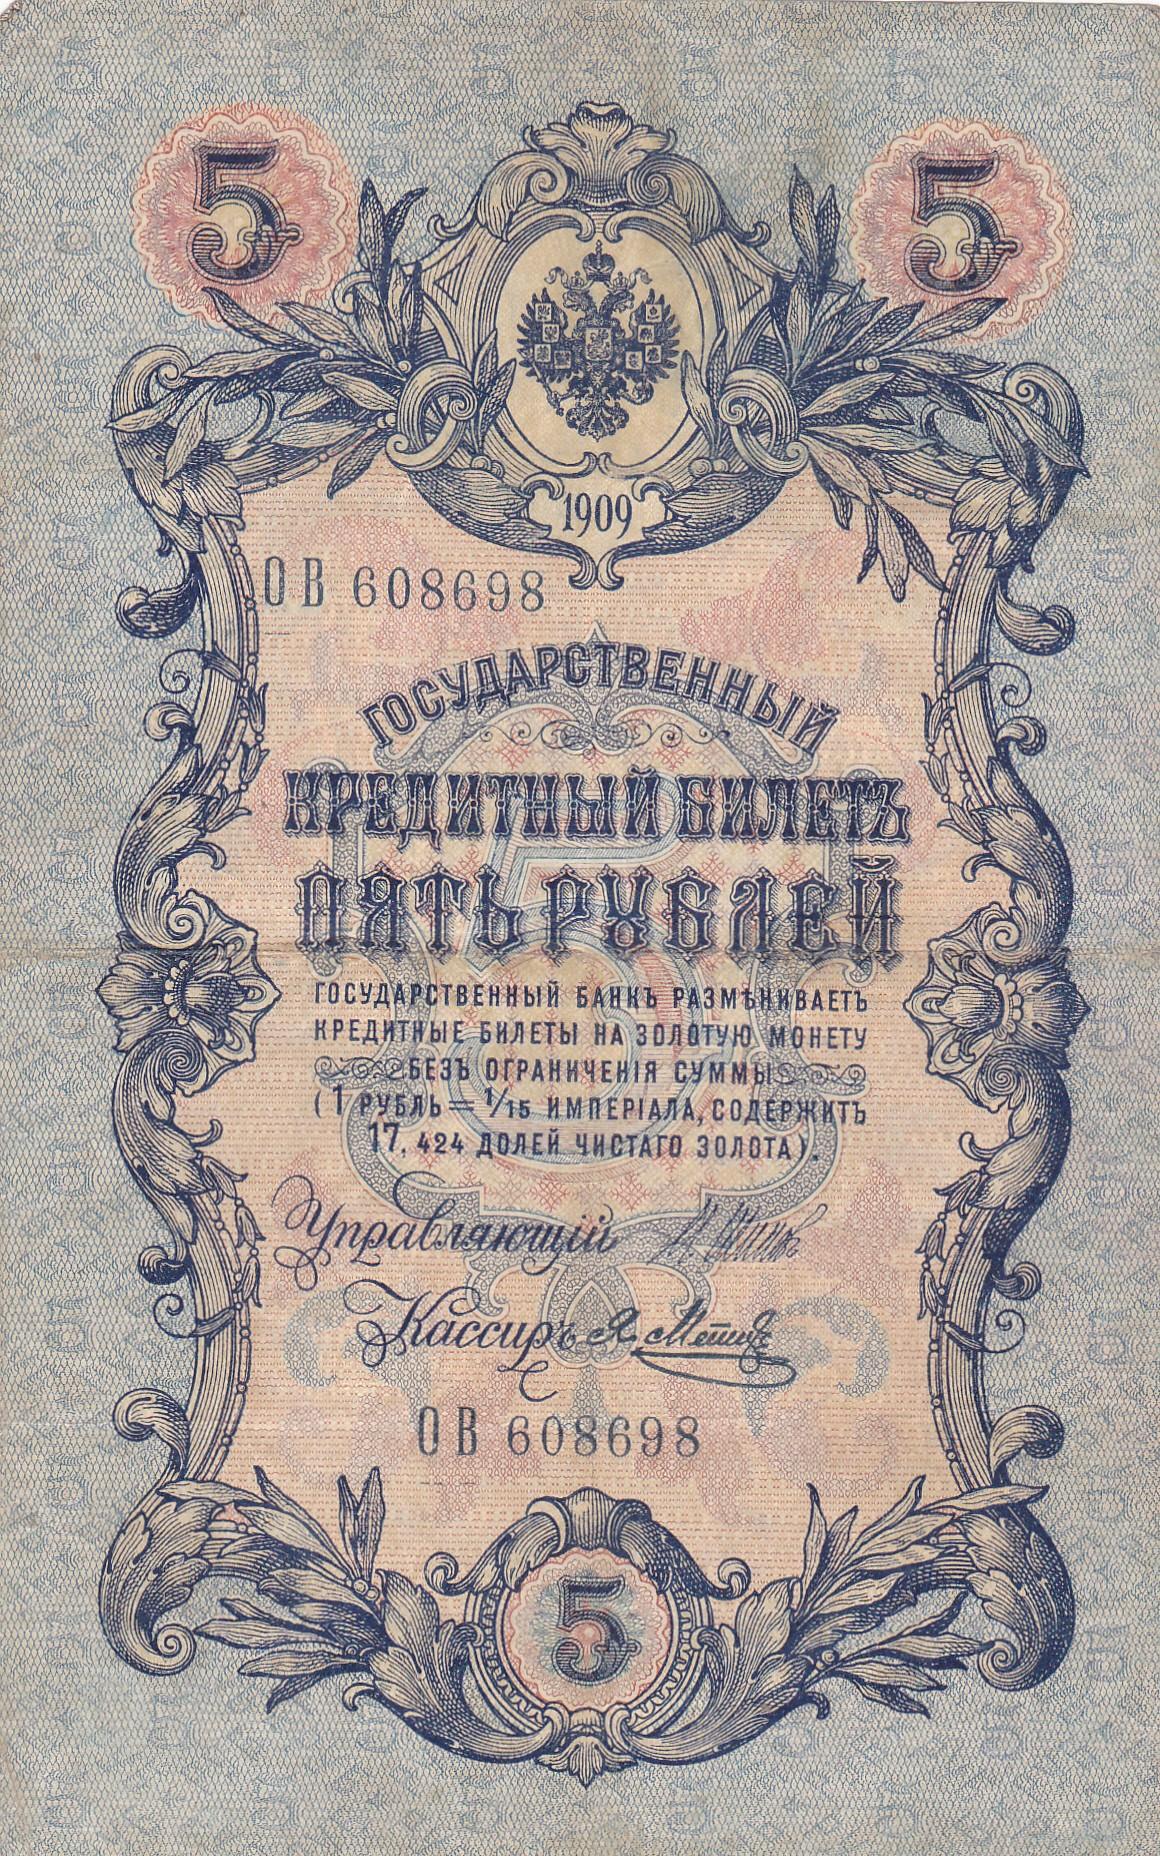 5 5
1909
ОВ 608698
ГОСУДАРСТВЕННЫЙ
КРЕДИТНЫЙ БИЛЕТЪ
ПЯТЬ РУБЛЕЙ
ГОСУДАРСТВЕННЫЙ БАНКЪ РАЗМѢНИВАЕТЪ
КРЕДИТНЫЕ БИЛЕТЫ НА ЗОЛОТУЮ МОНЕТУ
БЕЗЪ ОГРАНИЧЕНІЯ СУММЫ
(1 РУБЛЬ = 1/15 ИМПЕРІАЛА, СОДЕРЖИТЪ
17, 424 ДОЛЕЙ ЧИСТАГО ЗОЛОТА).
Управляющій
Кассиръ Я. Метцъ
ОВ 608698
5